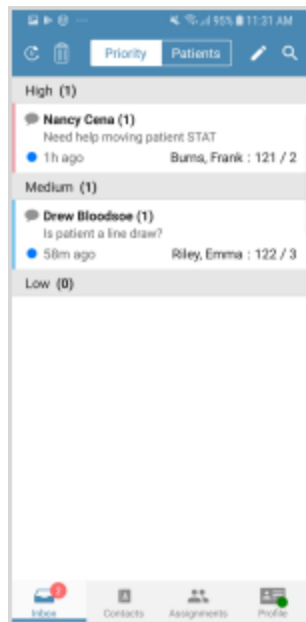 95% 11:31 AM
Priority Patients
High (1)
Nancy Cena (1)
Need help moving patient STAT
1h ago Burns, Frank : 121 / 2
Medium (1)
Drew Bloodsoe (1)
Is patient a line draw?
58m ago Riley, Emma : 122 / 3
Low (0)
2
Inbox Contacts Assignments Profile